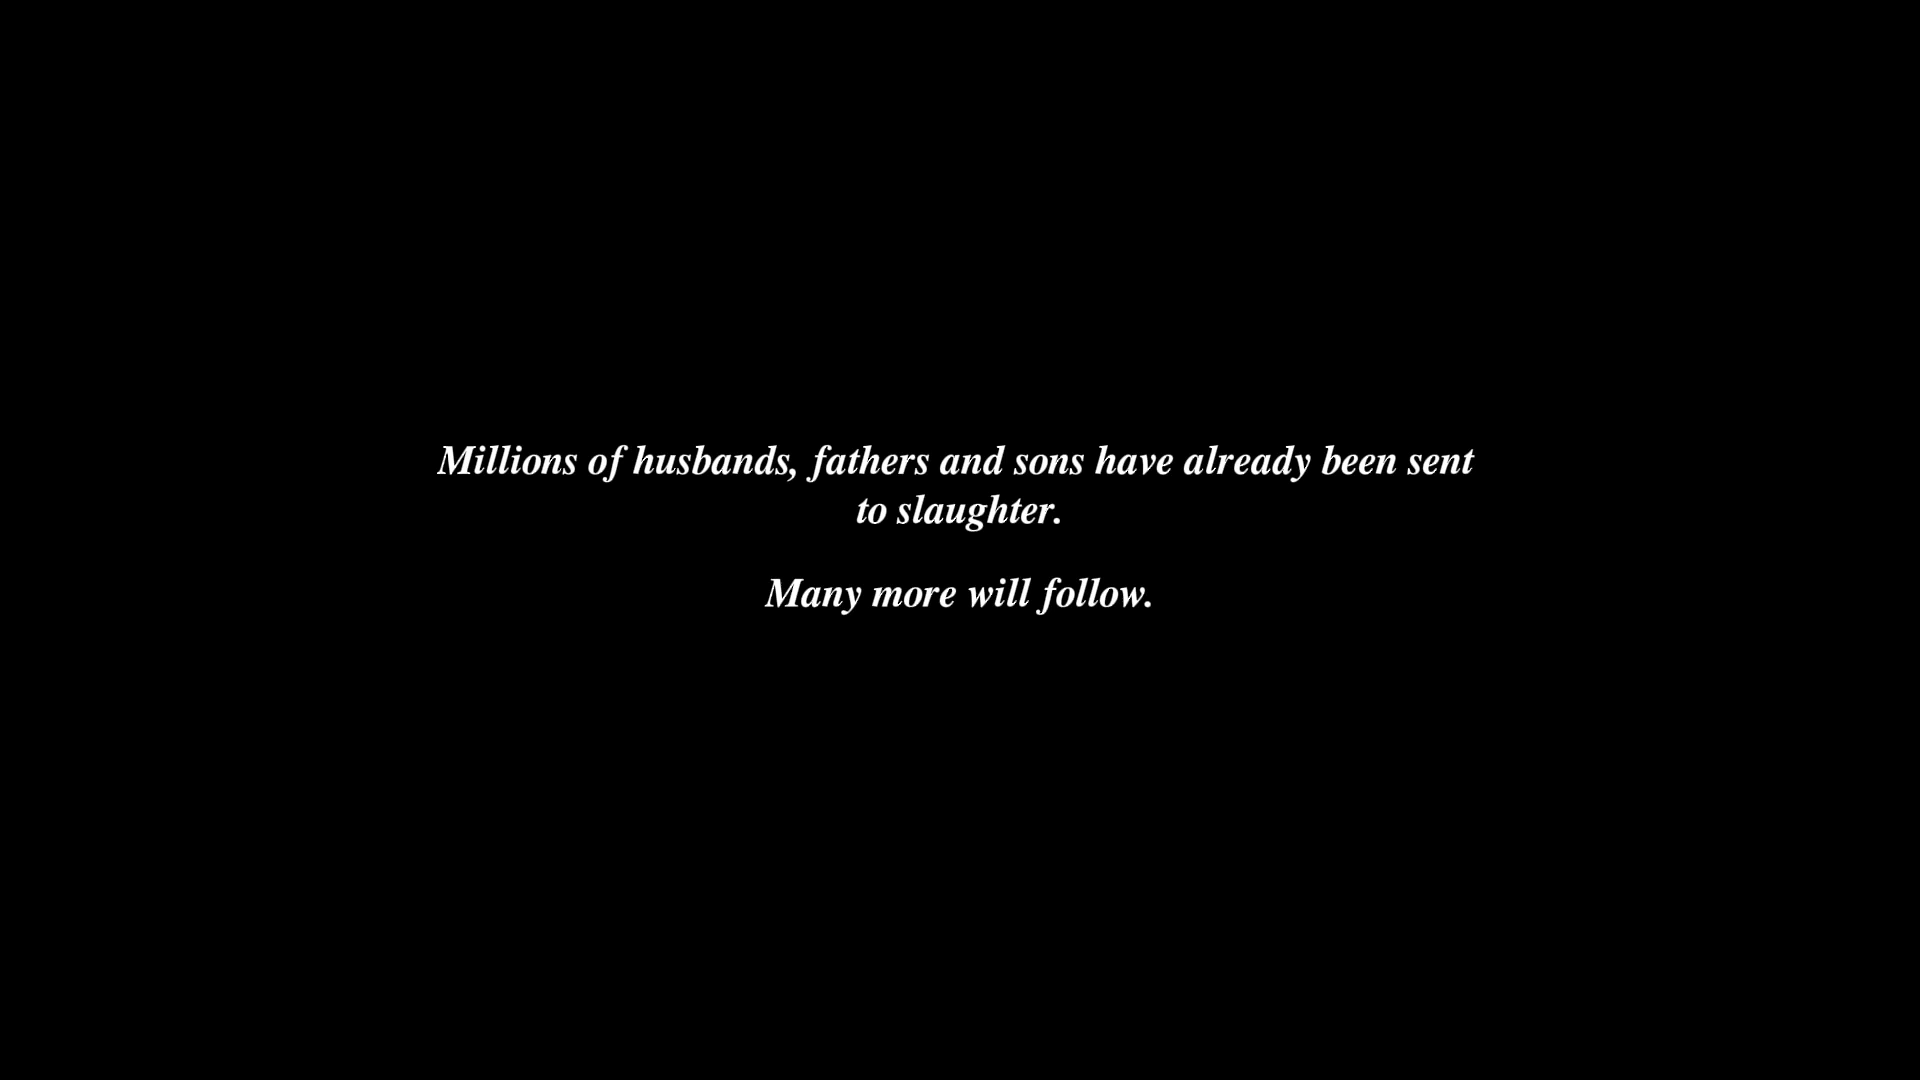 Millions of husbands, fathers and sons have already been sent
to slaughter.
Many more will follow.